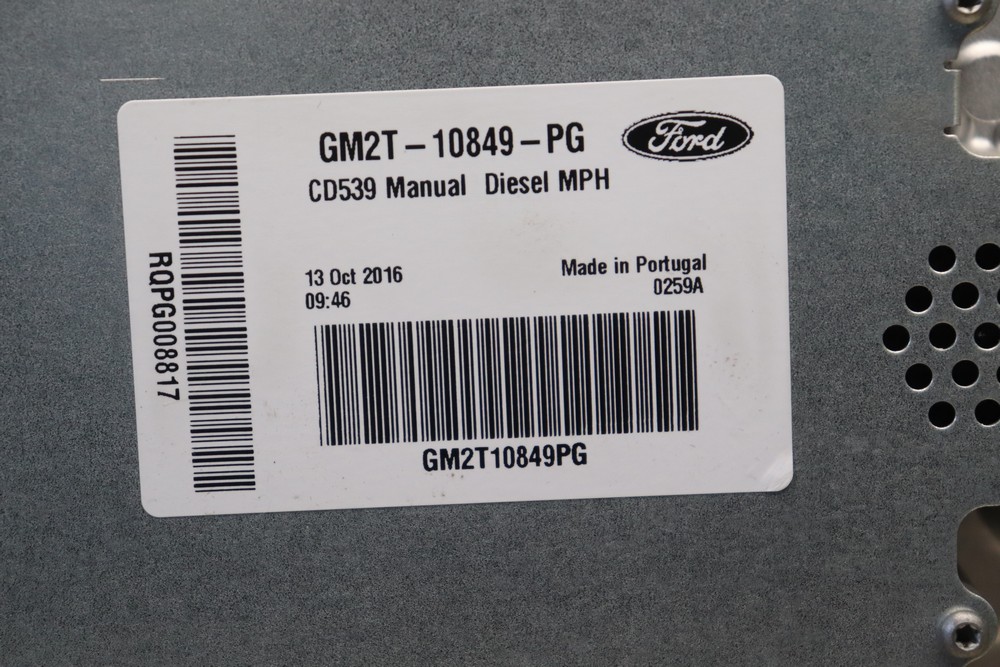 GM2T-10849-PG
Ford
CD539 Manual Diesel MPH
13 Oct 2016
09:46
Made in Portugal
0259A
RQPG008817
GM2T10849PG